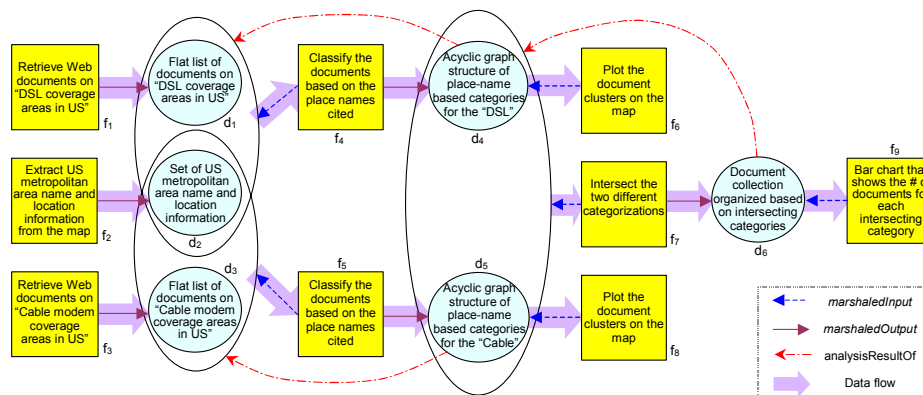 Retrieve Web
documents on
“DSL coverage
areas in US”
f1
Flat list of
documents on
“DSL coverage
areas in US”
d1
Classify the
documents
based on the
place names
cited
f4
Acyclic graph
structure of
place-name
based categories
for the “DSL”
d4
Plot the
document
clusters on the
map
f6
Extract US
metropolitan
area name and
location
information
from the map
f2
Set of US
metropolitan
area name and
location
information
d2
Intersect the
two different
categorizations
f7
Document
collection
organized based
on intersecting
categories
d6
f9
Bar chart that
shows the # of
documents for
each
intersecting
category
Retrieve Web
documents on
“Cable modem
coverage
areas in US”
f3
d3
Flat list of
documents on
“Cable modem
coverage areas
in US”
f5
Classify the
documents
based on the
place names
cited
d5
Acyclic graph
structure of
place-name
based categories
for the “Cable”
Plot the
document
clusters on the
map
f8
marshaledInput
marshaledOutput
analysisResultOf
Data flow